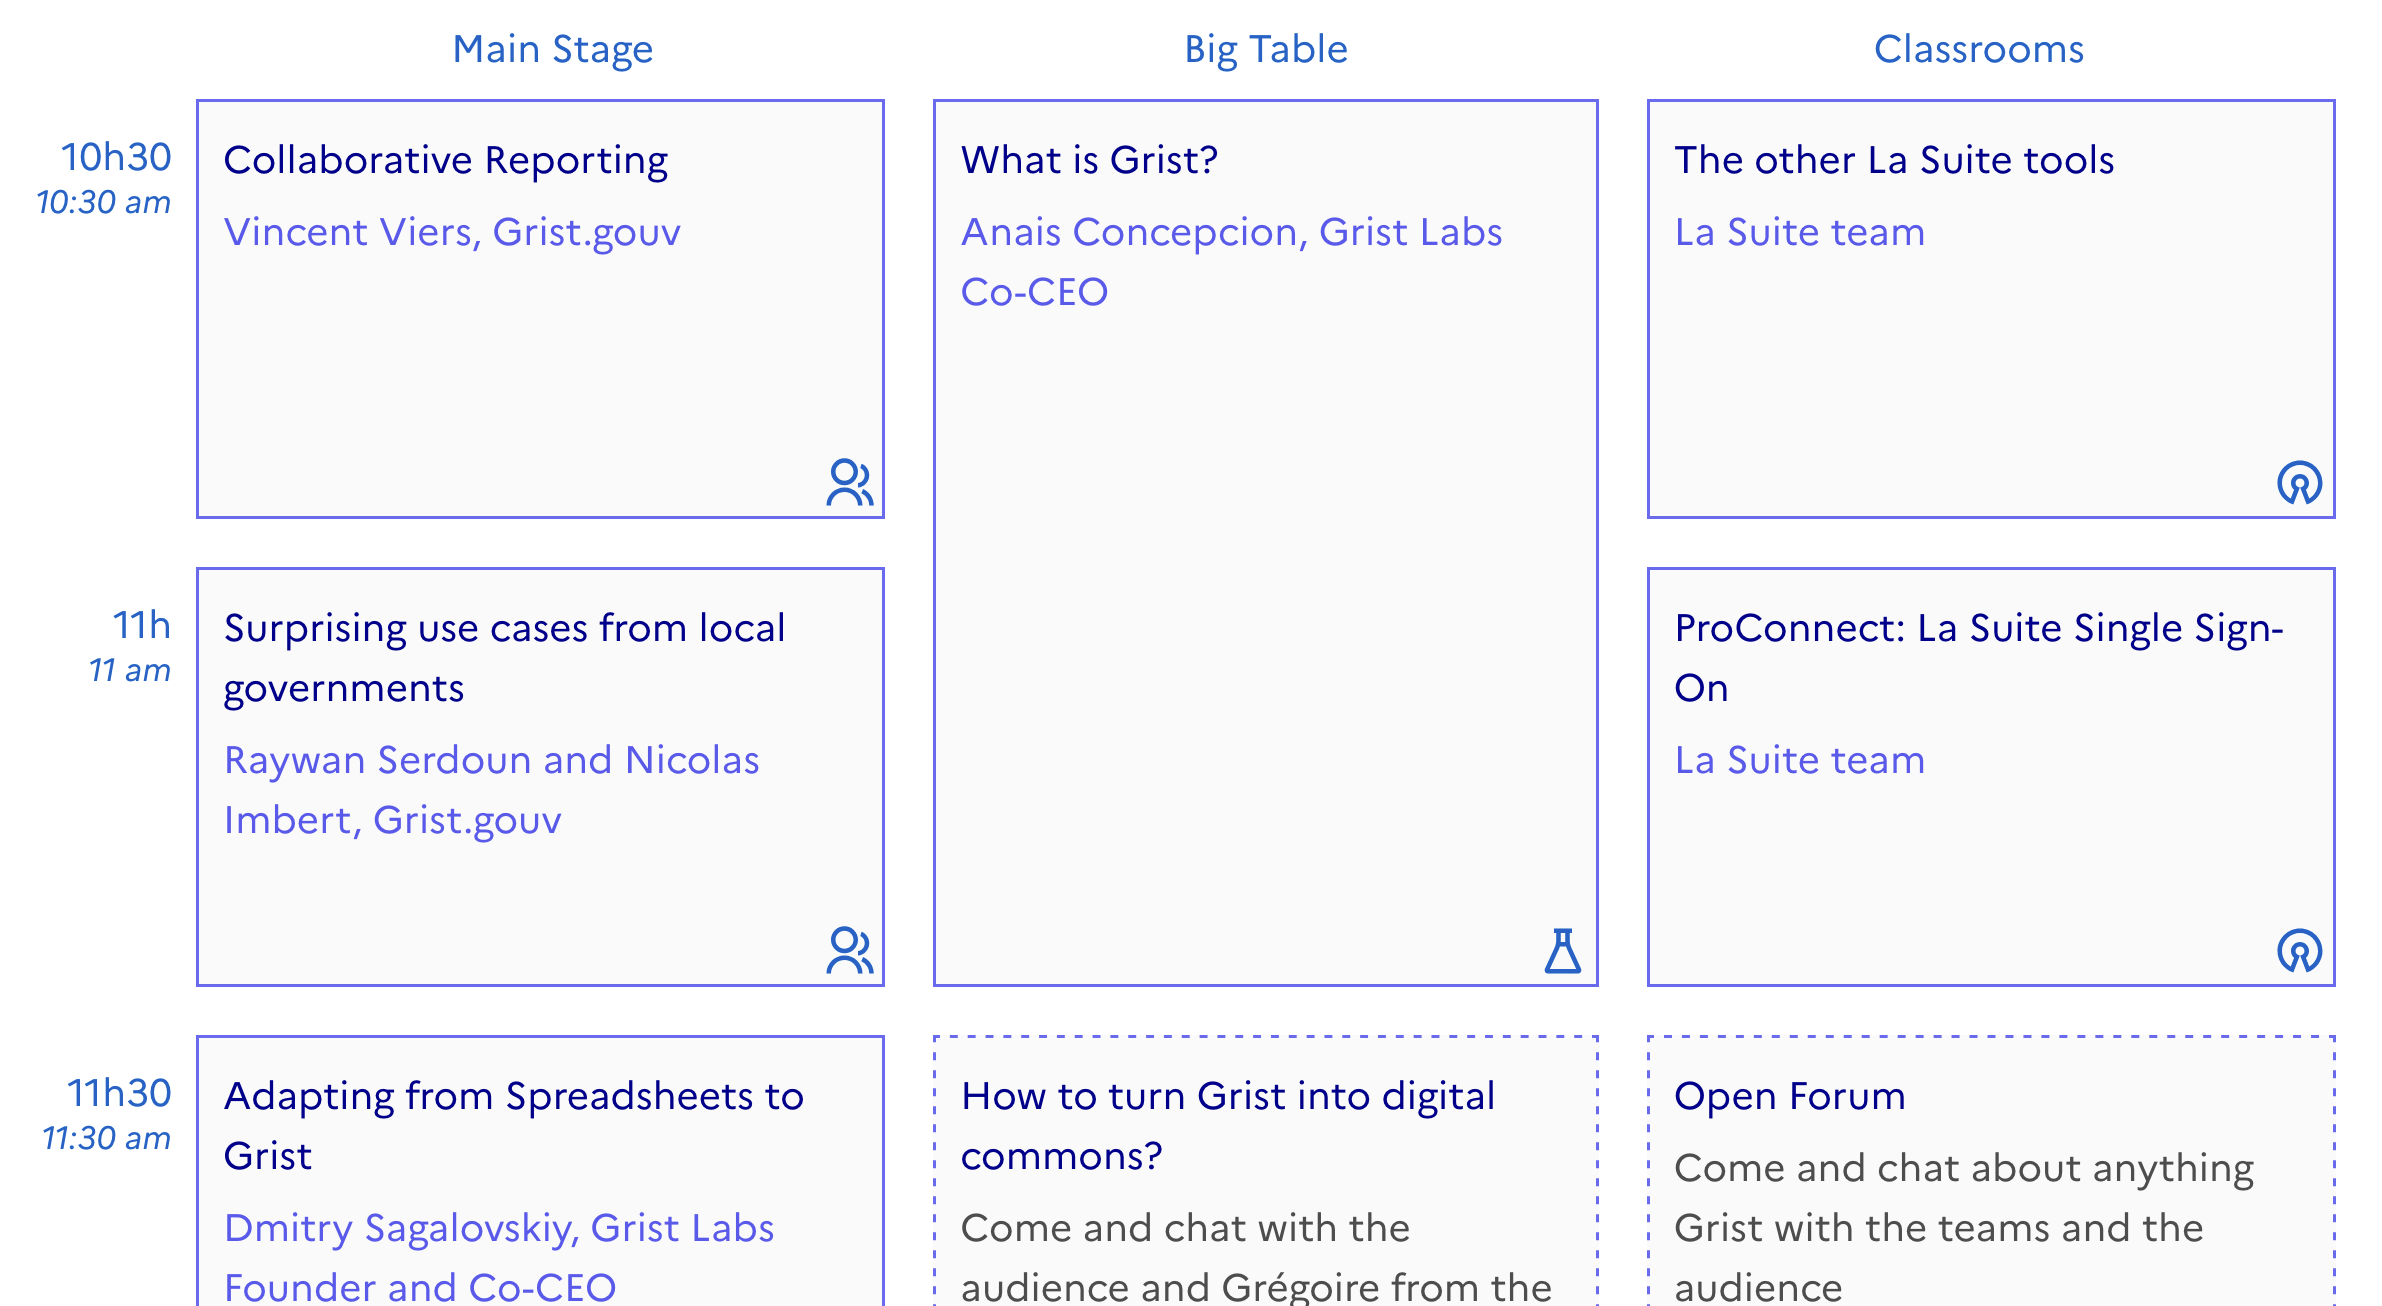 Main Stage
Big Table
Classrooms
10h30
10:30 am
Collaborative Reporting
Vincent Viers, Grist.gouv
What is Grist?
Anais Concepcion, Grist Labs
Co-CEO
The other La Suite tools
La Suite team
11h
11 am
Surprising use cases from local
governments
Raywan Serdoun and Nicolas
Imbert, Grist.gouv
ProConnect: La Suite Single Sign-
On
La Suite team
11h30
11:30 am
Adapting from Spreadsheets to
Grist
Dmitry Sagalovskiy, Grist Labs
Founder and Co-CEO
How to turn Grist into digital
commons?
Come and chat with the
audience and Grégoire from the
Open Forum
Come and chat about anything
Grist with the teams and the
audience